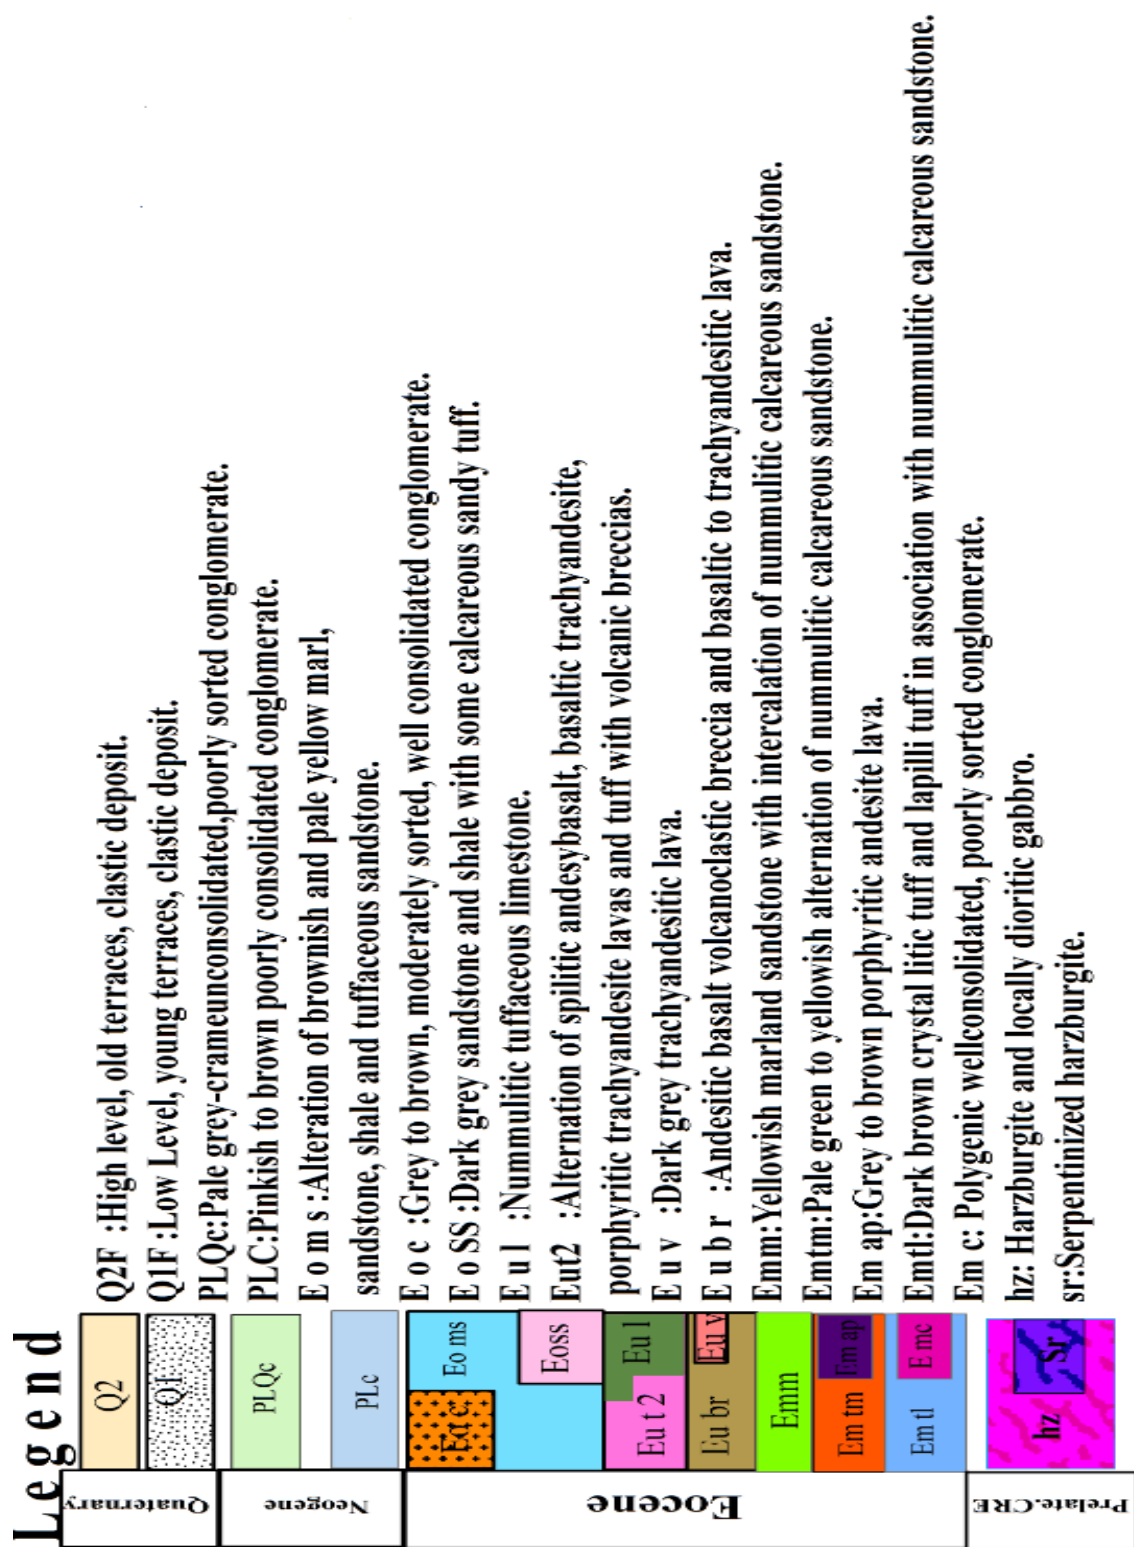 Legend
Quaternary
Neogene
Eocene
Prelate.CRE
Q2
Q1
PLQc
PLc
Eo ms
Eo c
Eoss
Eu l
Eu t 2
Eu v
Eu br
Emm
Em ap
Em tm
E mc
Em tl
hz
Sr
Q2F :High level, old terraces, clastic deposit.
Q1F :Low Level, young terraces, clastic deposit.
PLQc:Pale grey-crameunconsolidated,poorly sorted conglomerate.
PLC:Pinkish to brown poorly consolidated conglomerate.
E o m s :Alteration of brownish and pale yellow marl,
sandstone, shale and tuffaceous sandstone.
E o c :Grey to brown, moderately sorted, well consolidated conglomerate.
E o SS :Dark grey sandstone and shale with some calcareous sandy tuff.
E u l :Nummulitic tuffaceous limestone.
Eut2 :Alternation of spilitic andesybasalt, basaltic trachyandesite,
porphyritic trachyandesite lavas and tuff with volcanic breccias.
E u v :Dark grey trachyandesitic lava.
E u b r :Andesitic basalt volcanoclastic breccia and basaltic to trachyandesitic lava.
Emm:Yellowish marland sandstone with intercalation of nummulitic calcareous sandstone.
Emtm:Pale green to yellowish alternation of nummulitic calcareous sandstone.
Em ap:Grey to brown porphyritic andesite lava.
Emtl:Dark brown crystal litic tuff and lapilli tuff in association with nummulitic calcareous sandstone.
Em c: Polygenic wellconsolidated, poorly sorted conglomerate.
hz: Harzburgite and locally dioritic gabbro.
sr:Serpentinized harzburgite.